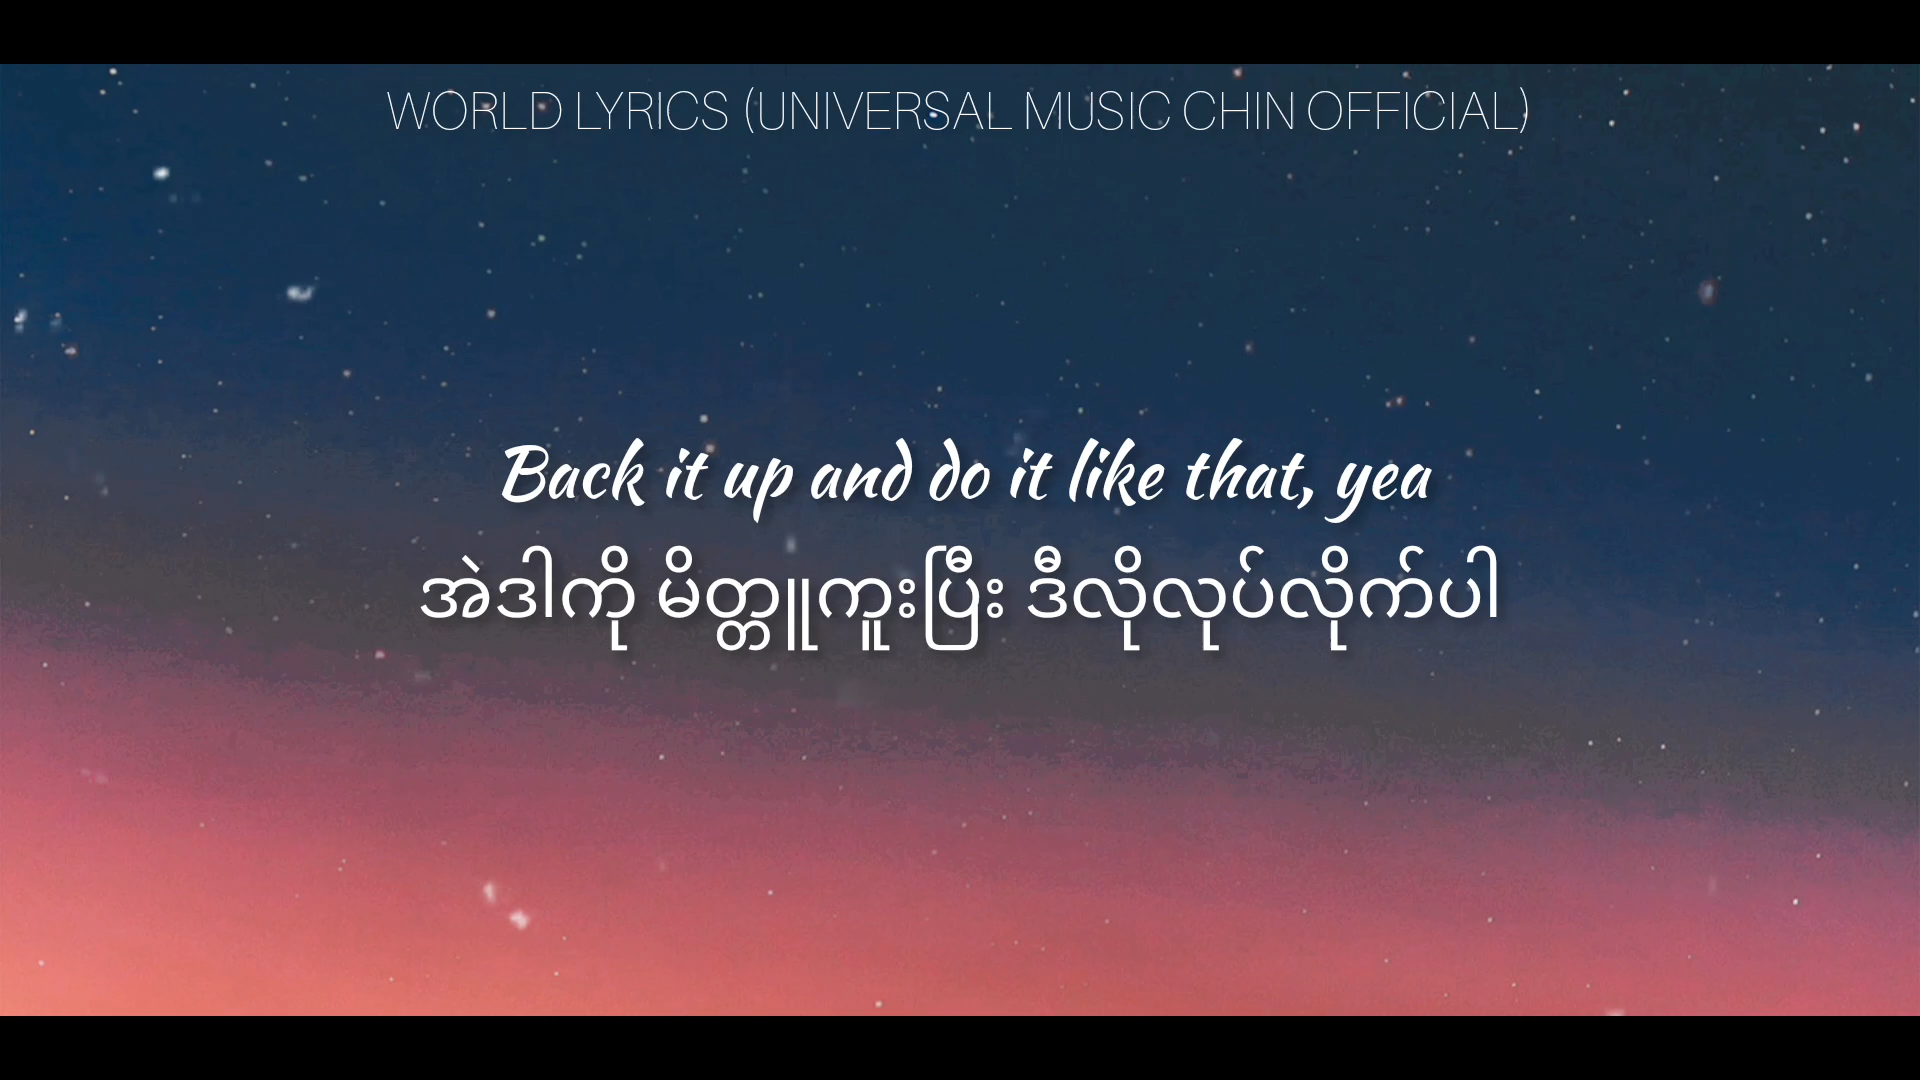 WORLD LYRICS (UNIVERSAL MUSIC CHIN OFFICIAL)
Back it up and do it like that, yea
အဲဒါကို မိတ္တူကူးပြီး ဒီလိုလုပ်လိုက်ပါ